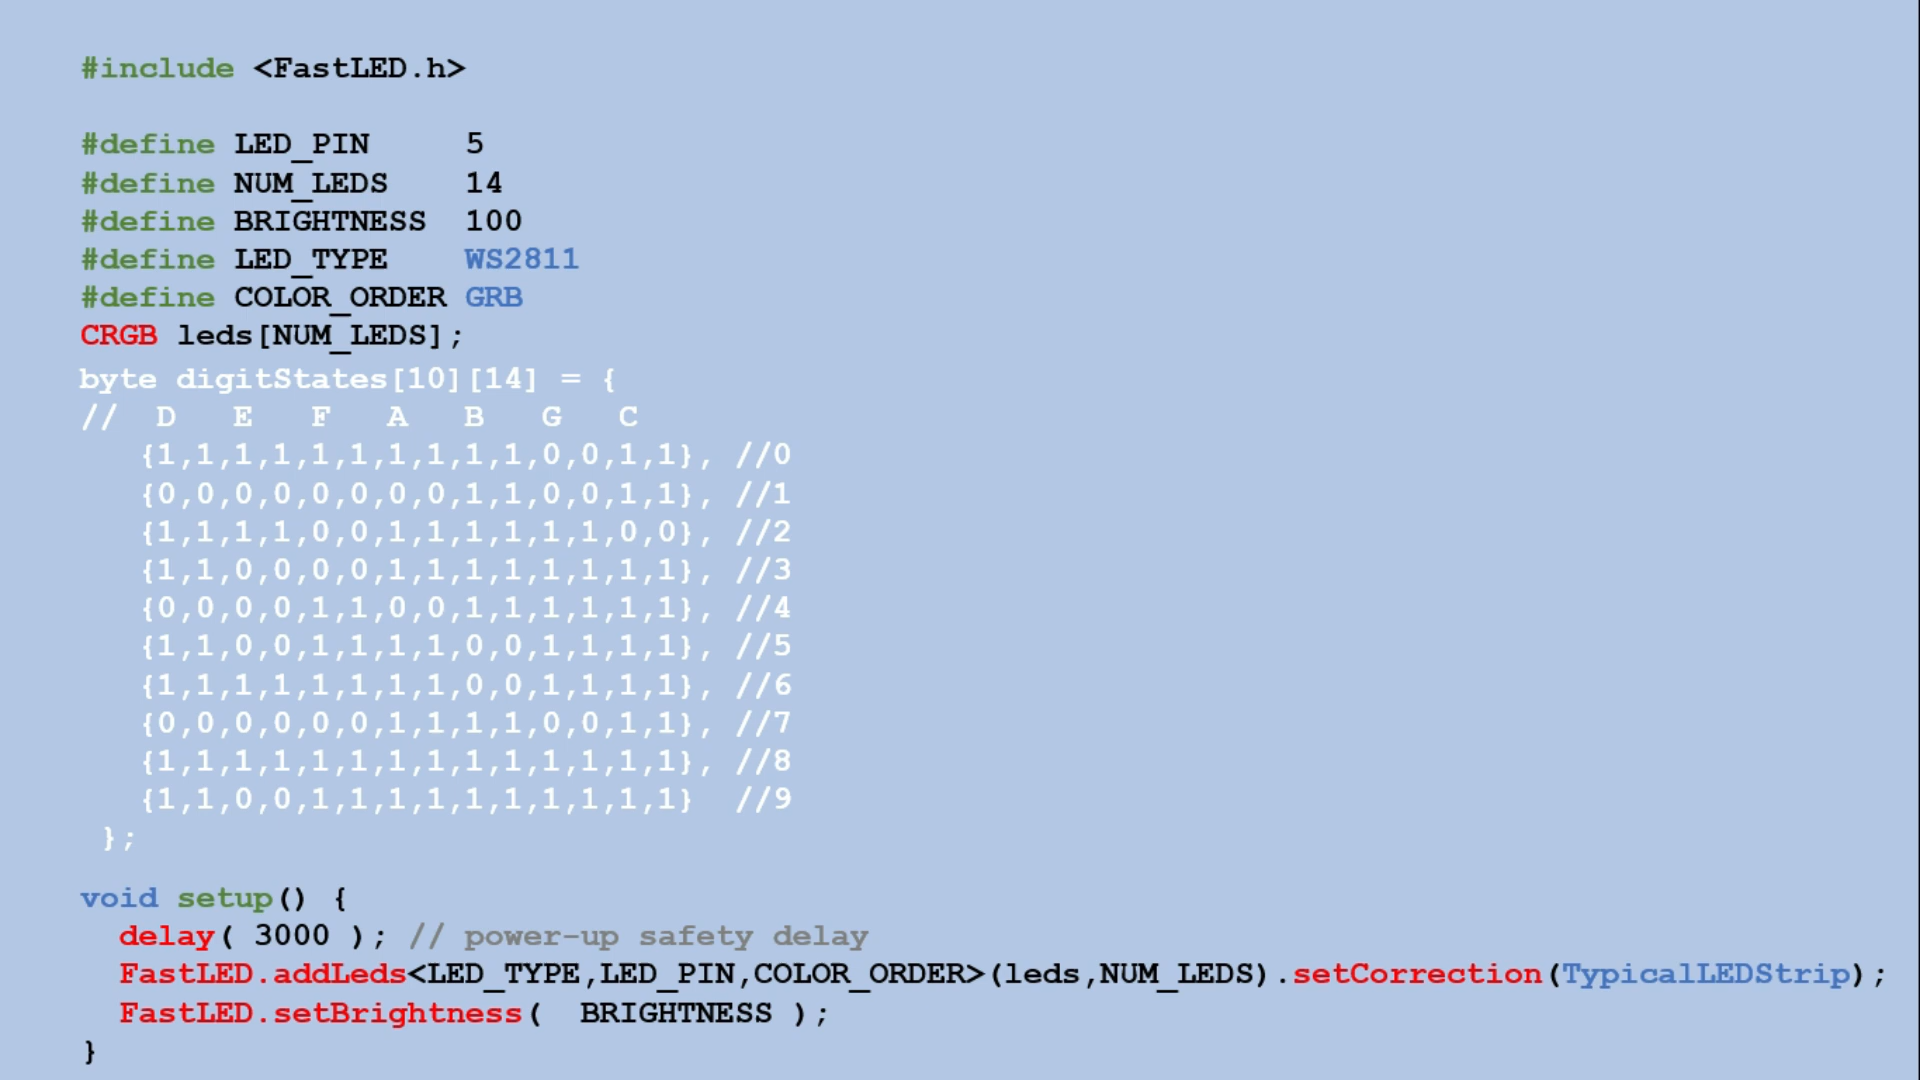 #include <FastLED.h>
#define LED_PIN     5
#define NUM_LEDS    14
#define BRIGHTNESS  100
#define LED_TYPE    WS2811
#define COLOR_ORDER GRB
CRGB leds[NUM_LEDS];
byte digitStates[10][14] = {
//  D   E   F   A   B   G   C
{1,1,1,1,1,1,1,1,1,1,0,0,1,1}, //0
{0,0,0,0,0,0,0,0,1,1,0,0,1,1}, //1
{1,1,1,1,0,0,1,1,1,1,1,1,0,0}, //2
{1,1,0,0,0,0,1,1,1,1,1,1,1,1}, //3
{0,0,0,0,1,1,0,0,1,1,1,1,1,1}, //4
{1,1,0,0,1,1,1,1,0,0,1,1,1,1}, //5
{1,1,1,1,1,1,1,1,0,0,1,1,1,1}, //6
{0,0,0,0,0,0,1,1,1,1,0,0,1,1}, //7
{1,1,1,1,1,1,1,1,1,1,1,1,1,1}, //8
{1,1,0,0,1,1,1,1,1,1,1,1,1,1}  //9
};
void setup() {
delay( 3000 ); // power-up safety delay
FastLED.addLeds<LED_TYPE,LED_PIN,COLOR_ORDER>(leds,NUM_LEDS).setCorrection(TypicalLEDStrip);
FastLED.setBrightness(  BRIGHTNESS );
}